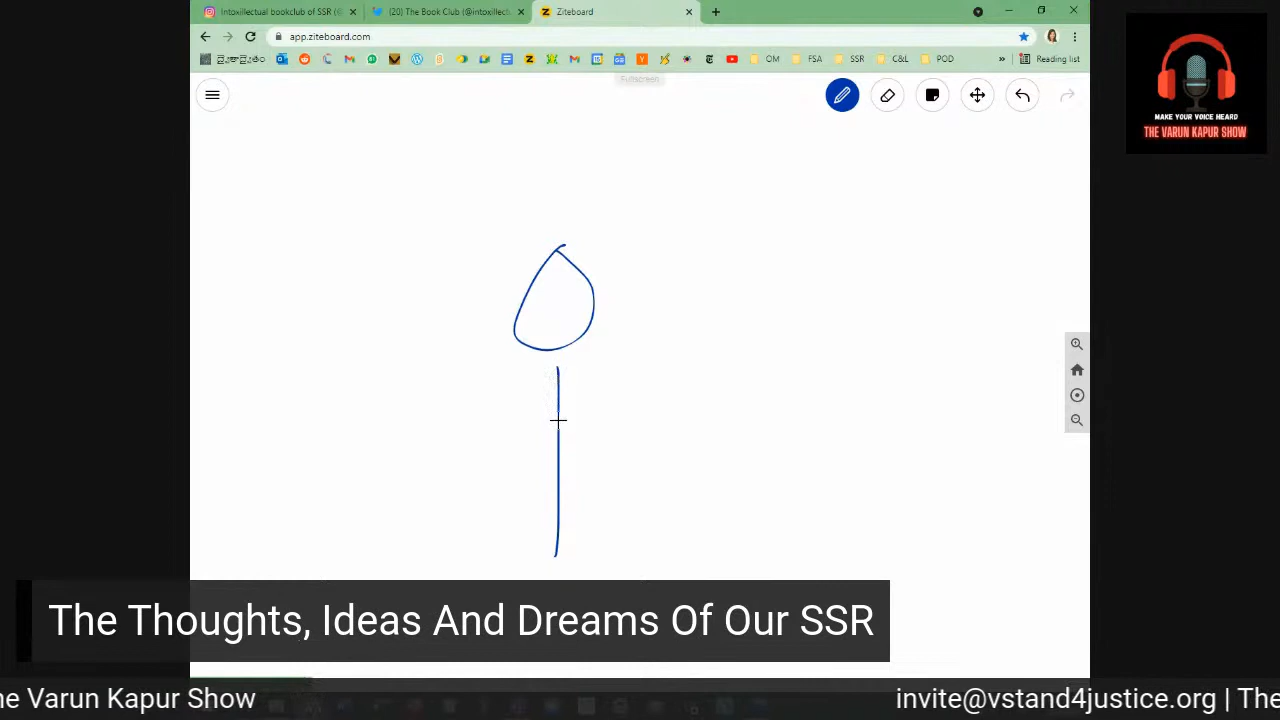 Intoxillectual bookclub of SSR (@
(20) The Book Club (@intoxillect
Ziteboard
app.ziteboard.com
OM
FSA
SSR
C&L
POD
Reading list
Fullscreen
MAKE YOUR VOICE HEARD
THE VARUN KAPUR SHOW
The Thoughts, Ideas And Dreams Of Our SSR
he Varun Kapur Show
invite@vstand4justice.org | The